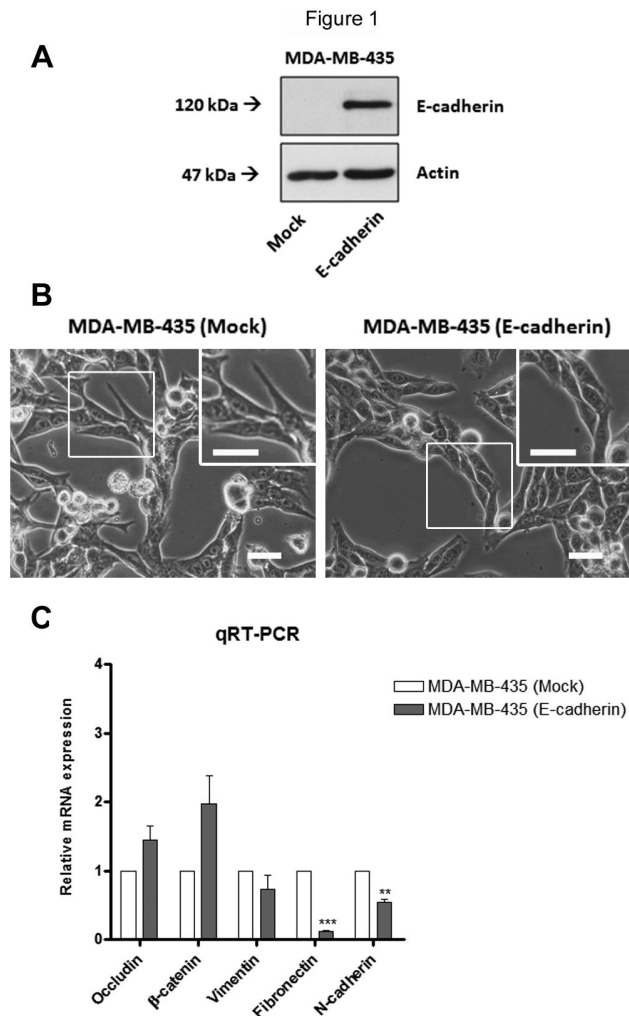 Figure 1
A
MDA-MB-435
120 kDa → E-cadherin
47 kDa → Actin
Mock E-cadherin
B
MDA-MB-435 (Mock) MDA-MB-435 (E-cadherin)
C
qRT-PCR
Relative mRNA expression
4
3
2
1
0
MDA-MB-435 (Mock)
MDA-MB-435 (E-cadherin)
***
**
Occludin β-catenin Vimentin Fibronectin N-cadherin